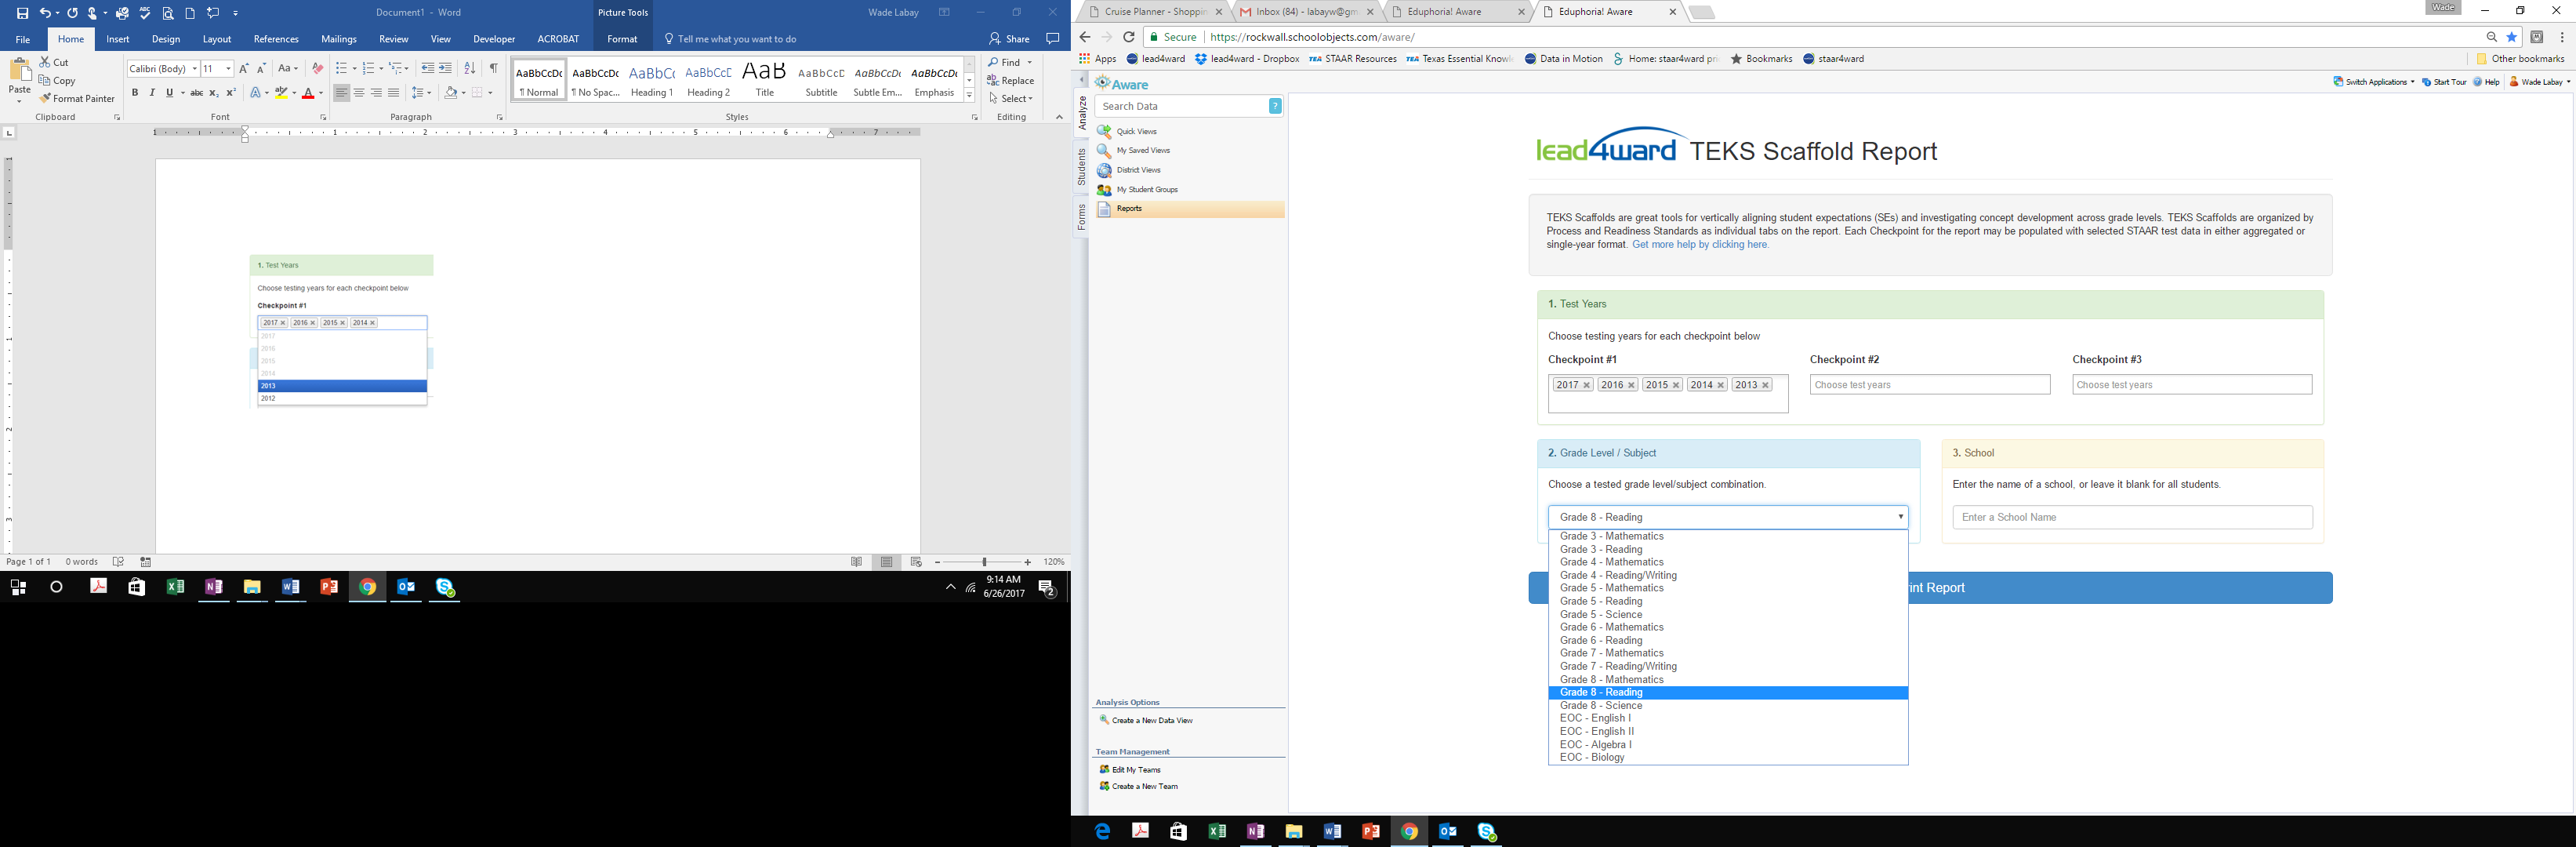 Document1 - Word
Picture Tools
Wade Labay
File
Home
Insert
Design
Layout
References
Mailings
Review
View
Developer
ACROBAT
Format
Tell me what you want to do
Share
Paste
Cut
Copy
Format Painter
Clipboard
Calibri (Body)
11
Font
Paragraph
AaBbCcDc
¶ Normal
AaBbCcDc
¶ No Spac...
AaBbCc
Heading 1
AaBbCcD
Heading 2
AaB
Title
AaBbCcD
Subtitle
AaBbCcDc
Subtle Em...
AaBbCcDc
Emphasis
Styles
Find
Replace
Select
Editing
1. Test Years
Choose testing years for each checkpoint below
Checkpoint #1
2017 × 2016 × 2015 × 2014 ×
2017
2016
2015
2014
2013
2012
Page 1 of 1 0 words
120%
9:14 AM
6/26/2017
Cruise Planner - Shoppin
Inbox (84) - labayw@gm
Eduphoria! Aware
Eduphoria! Aware
Wade
Secure https://rockwall.schoolobjects.com/aware/
Apps
lead4ward
lead4ward - Dropbox
STAAR Resources
Texas Essential Knowl
Data in Motion
Home: staar4ward pri
Bookmarks
staar4ward
Other bookmarks
Aware
Switch Applications
Start Tour
Help
Wade Labay
Search Data
?
Analyze
Students
Forms
Quick Views
My Saved Views
District Views
My Student Groups
Reports
Analysis Options
Create a New Data View
Team Management
Edit My Teams
Create a New Team
lead4ward TEKS Scaffold Report
TEKS Scaffolds are great tools for vertically aligning student expectations (SEs) and investigating concept development across grade levels. TEKS Scaffolds are organized by
Process and Readiness Standards as individual tabs on the report. Each Checkpoint for the report may be populated with selected STAAR test data in either aggregated or
single-year format. Get more help by clicking here.
1. Test Years
Choose testing years for each checkpoint below
Checkpoint #1
Checkpoint #2
Checkpoint #3
2017 × 2016 × 2015 × 2014 × 2013 ×
Choose test years
Choose test years
2. Grade Level / Subject
Choose a tested grade level/subject combination.
Grade 8 - Reading
Grade 3 - Mathematics
Grade 3 - Reading
Grade 4 - Mathematics
Grade 4 - Reading/Writing
Grade 5 - Mathematics
Grade 5 - Reading
Grade 5 - Science
Grade 6 - Mathematics
Grade 6 - Reading
Grade 7 - Mathematics
Grade 7 - Reading/Writing
Grade 8 - Mathematics
Grade 8 - Reading
Grade 8 - Science
EOC - English I
EOC - English II
EOC - Algebra I
EOC - Biology
3. School
Enter the name of a school, or leave it blank for all students.
Enter a School Name
int Report